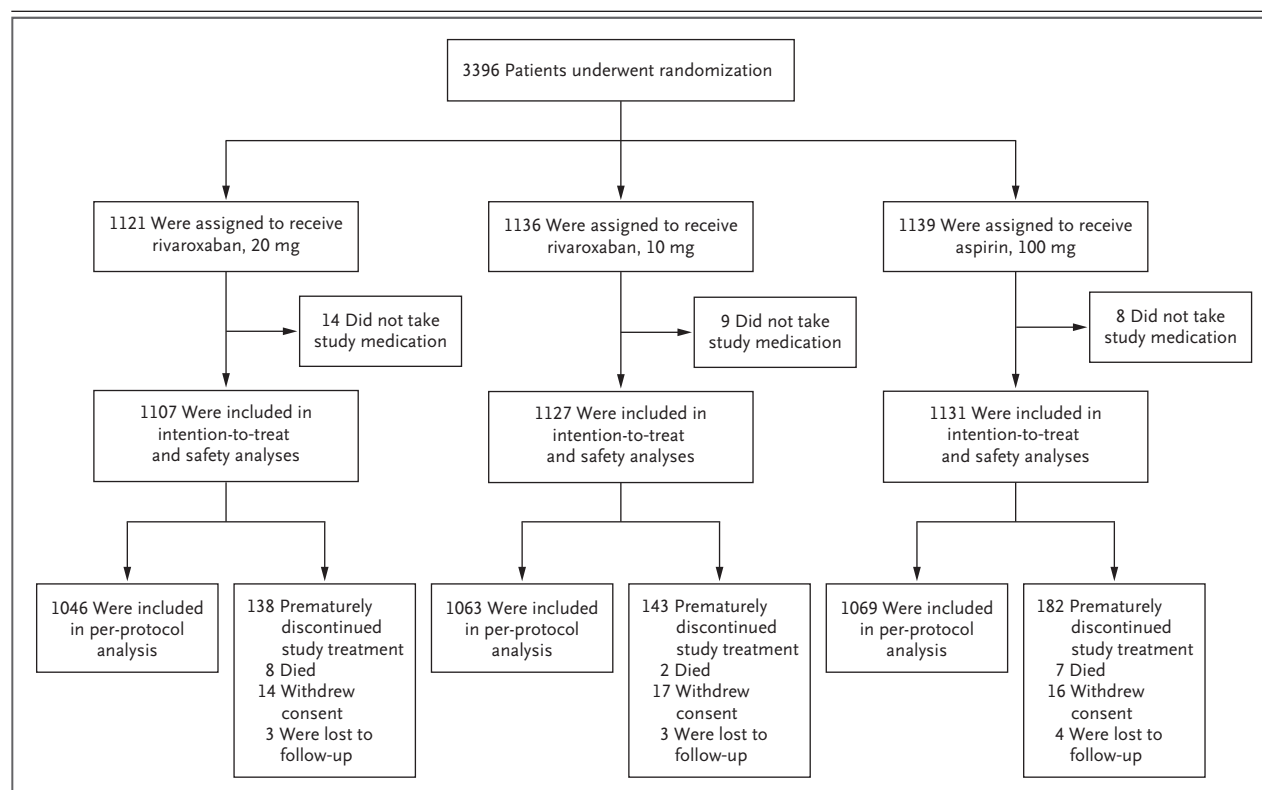 3396 Patients underwent randomization
1121 Were assigned to receive
rivaroxaban, 20 mg
1136 Were assigned to receive
rivaroxaban, 10 mg
1139 Were assigned to receive
aspirin, 100 mg
14 Did not take
study medication
9 Did not take
study medication
8 Did not take
study medication
1107 Were included in
intention-to-treat
and safety analyses
1127 Were included in
intention-to-treat
and safety analyses
1131 Were included in
intention-to-treat
and safety analyses
1046 Were included
in per-protocol
analysis
138 Prematurely
discontinued
study treatment
8 Died
14 Withdrew
consent
3 Were lost to
follow-up
1063 Were included
in per-protocol
analysis
143 Prematurely
discontinued
study treatment
2 Died
17 Withdrew
consent
3 Were lost to
follow-up
1069 Were included
in per-protocol
analysis
182 Prematurely
discontinued
study treatment
7 Died
16 Withdrew
consent
4 Were lost to
follow-up